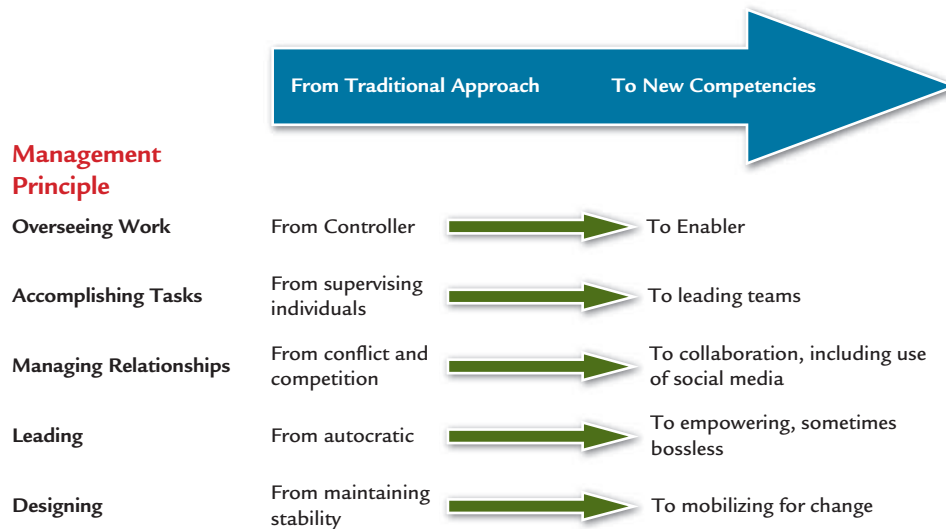 From Traditional Approach To New Competencies
Management
Principle
Overseeing Work From Controller To Enabler
Accomplishing Tasks From supervising
individuals To leading teams
Managing Relationships From conflict and
competition To collaboration, including use
of social media
Leading From autocratic To empowering, sometimes
bossless
Designing From maintaining
stability To mobilizing for change